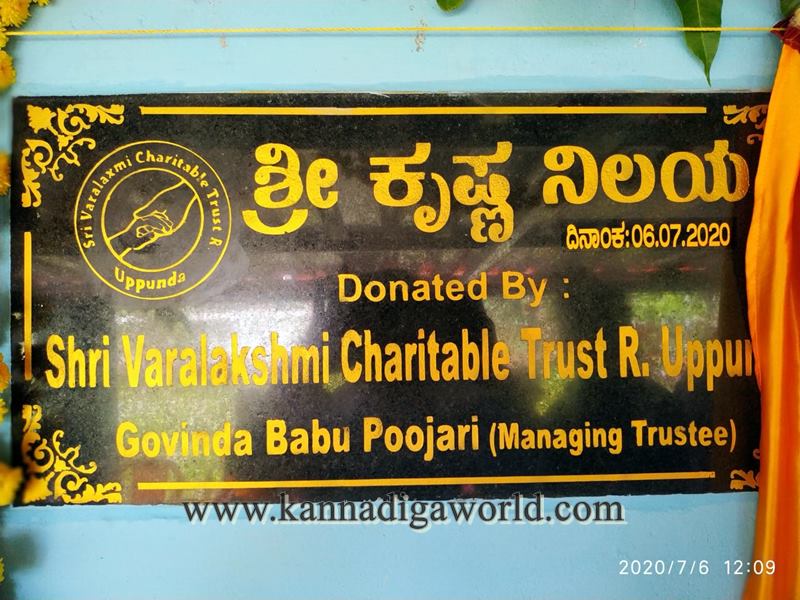 ಶ್ರೀ ಕೃಷ್ಣ ನಿಲಯ
ದಿನಾಂಕ:06.07.2020
Sri Varalaxmi Charitable Trust R
Uppunda
Donated By :
Shri Varalakshmi Charitable Trust R. Uppun
Govinda Babu Poojari (Managing Trustee)
www.kannadigaworld.com
2020/7/6 12:09